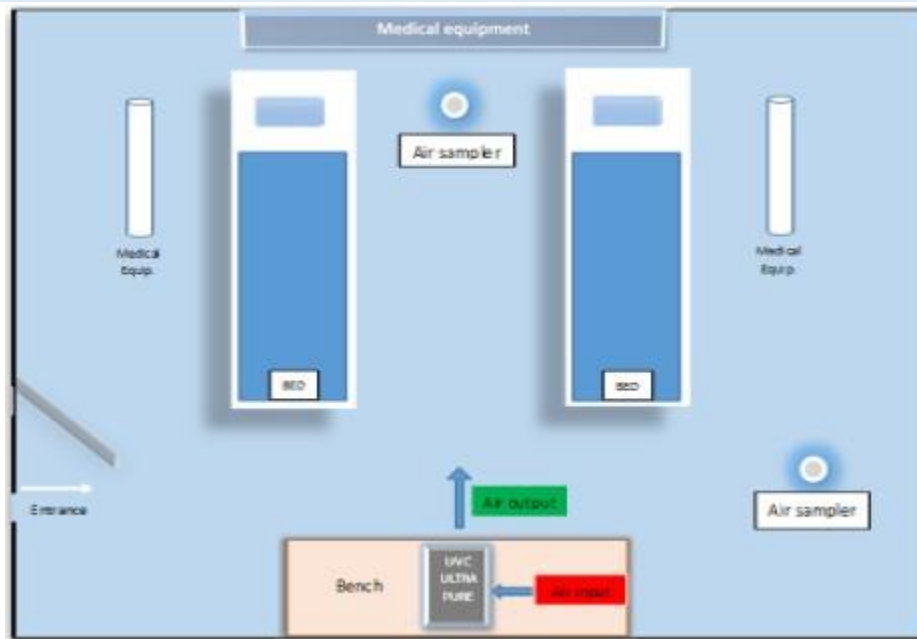 Medical equipment
Air sampler
Medical
Equip.
Medical
Equip.
BED
BED
Entrance
Air output
Air sampler
Bench
UVC
ULTRA
PURE
Air input